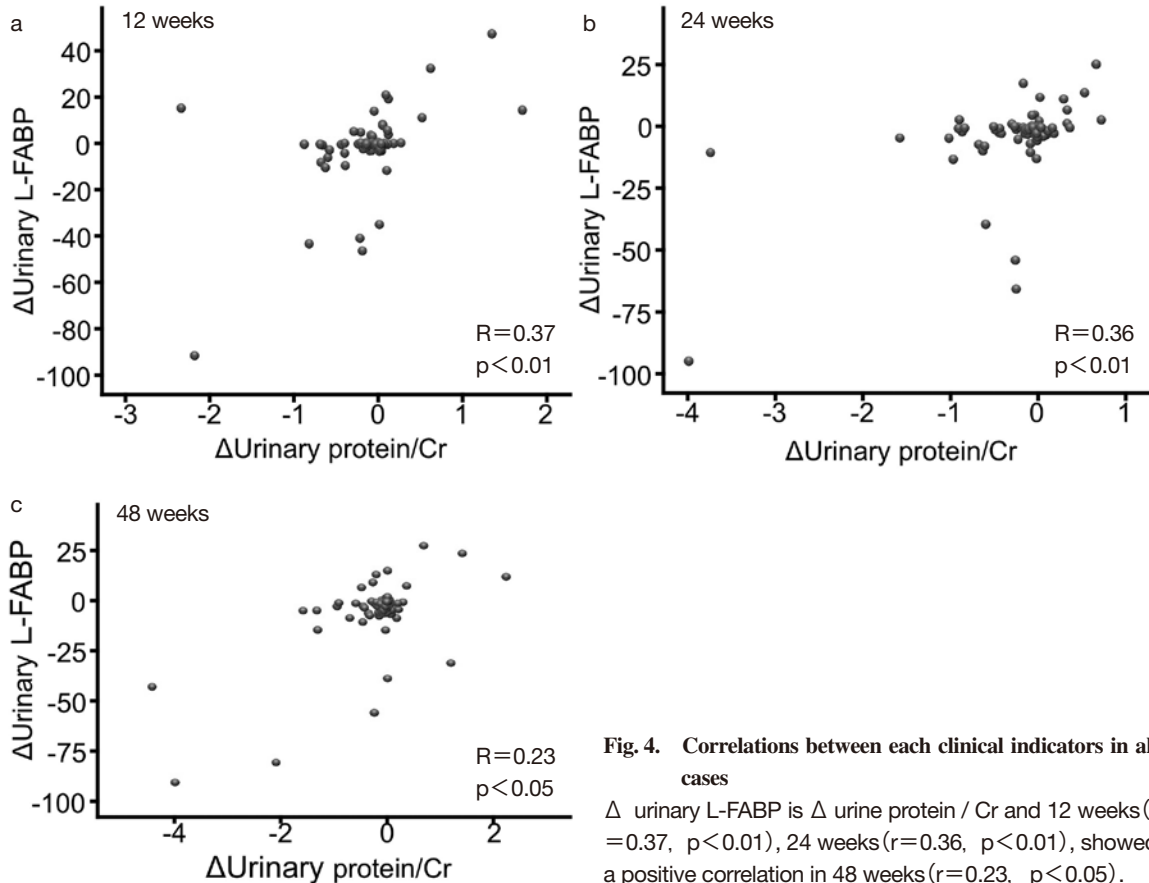 a
12 weeks
ΔUrinary L-FABP
40
20
0
-20
-40
-60
-80
-100
-3
-2
-1
0
1
2
ΔUrinary protein/Cr
R=0.37
p<0.01
b
24 weeks
ΔUrinary L-FABP
25
0
-25
-50
-75
-100
-4
-3
-2
-1
0
1
ΔUrinary protein/Cr
R=0.36
p<0.01
c
48 weeks
ΔUrinary L-FABP
25
0
-25
-50
-75
-100
-4
-2
0
2
ΔUrinary protein/Cr
R=0.23
p<0.05
Fig. 4. Correlations between each clinical indicators in al
cases
Δ urinary L-FABP is Δ urine protein / Cr and 12 weeks (
=0.37, p<0.01), 24 weeks (r=0.36, p<0.01), showed
a positive correlation in 48 weeks (r=0.23, p<0.05).